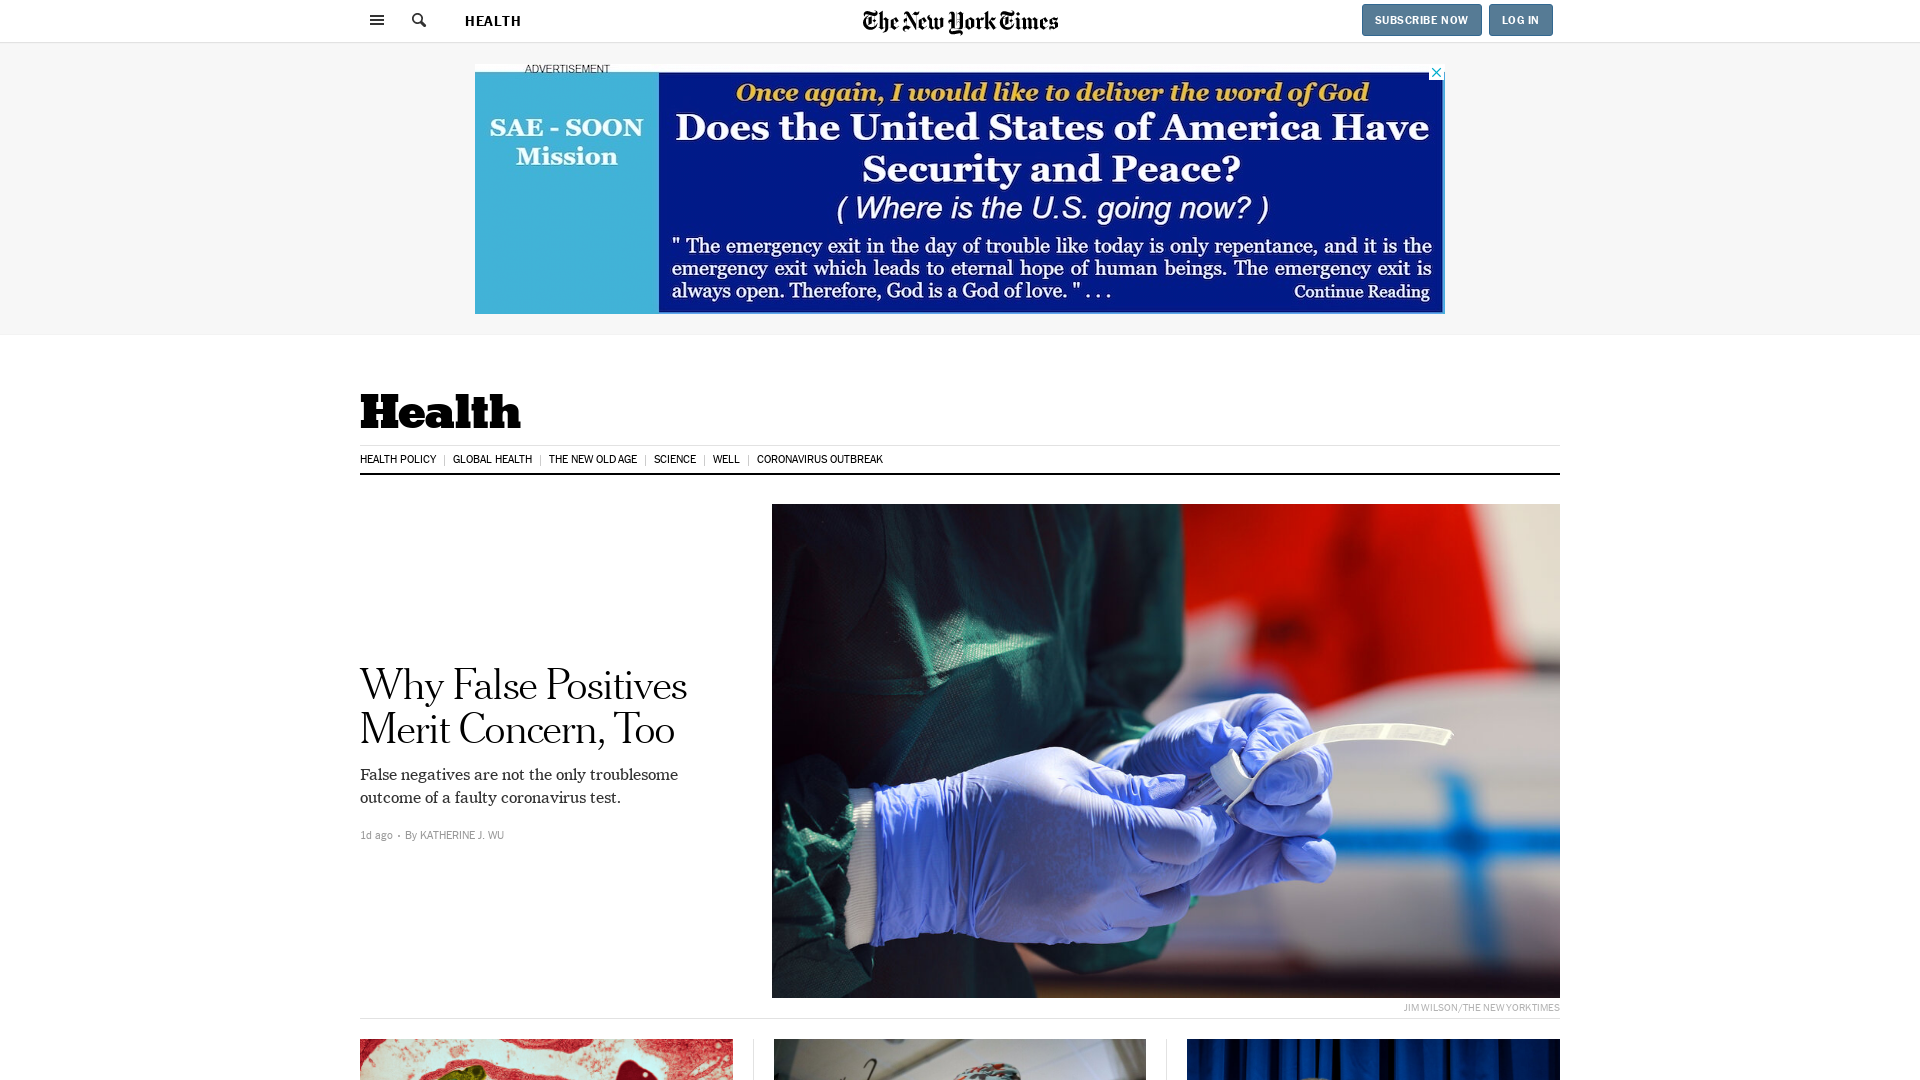 HEALTH
The New York Times
SUBSCRIBE NOW
LOG IN
ADVERTISEMENT
SAE - SOON
Mission
Once again, I would like to deliver the word of God
Does the United States of America Have
Security and Peace?
( Where is the U.S. going now? )
" The emergency exit in the day of trouble like today is only repentance, and it is the
emergency exit which leads to eternal hope of human beings. The emergency exit is
always open. Therefore, God is a God of love. " . . .
Continue Reading
Health
HEALTH POLICY
GLOBAL HEALTH
THE NEW OLD AGE
SCIENCE
WELL
CORONAVIRUS OUTBREAK
Why False Positives
Merit Concern, Too
False negatives are not the only troublesome
outcome of a faulty coronavirus test.
1d ago • By KATHERINE J. WU
JIM WILSON/THE NEW YORK TIMES